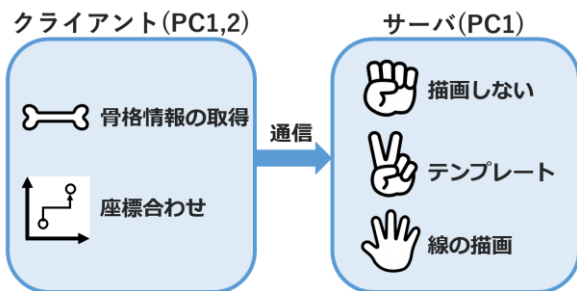 クライアント(PC1,2)
骨格情報の取得
座標合わせ
通信
サーバ(PC1)
描画しない
テンプレート
線の描画